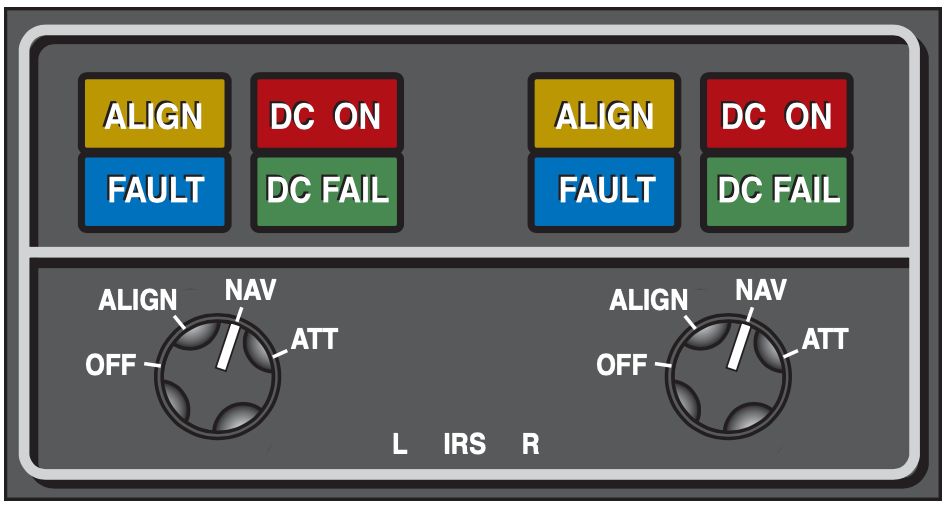 ALIGN DC ON ALIGN DC ON
FAULT DC FAIL FAULT DC FAIL
NAV NAV
ALIGN ALIGN
ATT ATT
OFF OFF
L IRS R